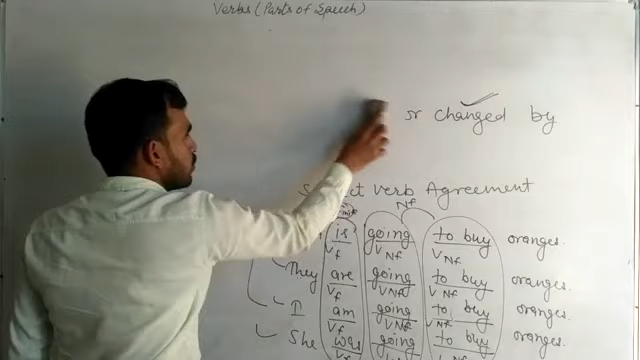 Verbs (Parts of Speech)
or changed by
Verb Agreement
Nf
is going to buy oranges.
Vf VNf VNf
They are going to buy oranges.
Vf VNf VNf
I am going to buy oranges.
Vf VNf VNf
She was going to buy oranges.